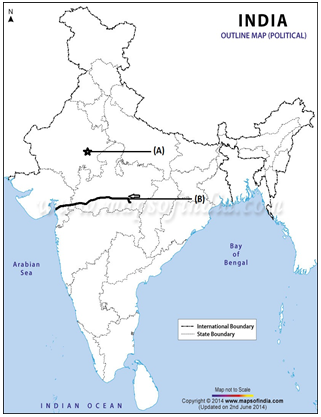 N
INDIA
OUTLINE MAP (POLITICAL)
(A)
(B)
Arabian
Sea
Bay
of
Bengal
International Boundary
State Boundary
Map not to Scale
Copyright © 2014 www.mapsofindia.com
(Updated on 2nd June 2014)
INDIAN OCEAN